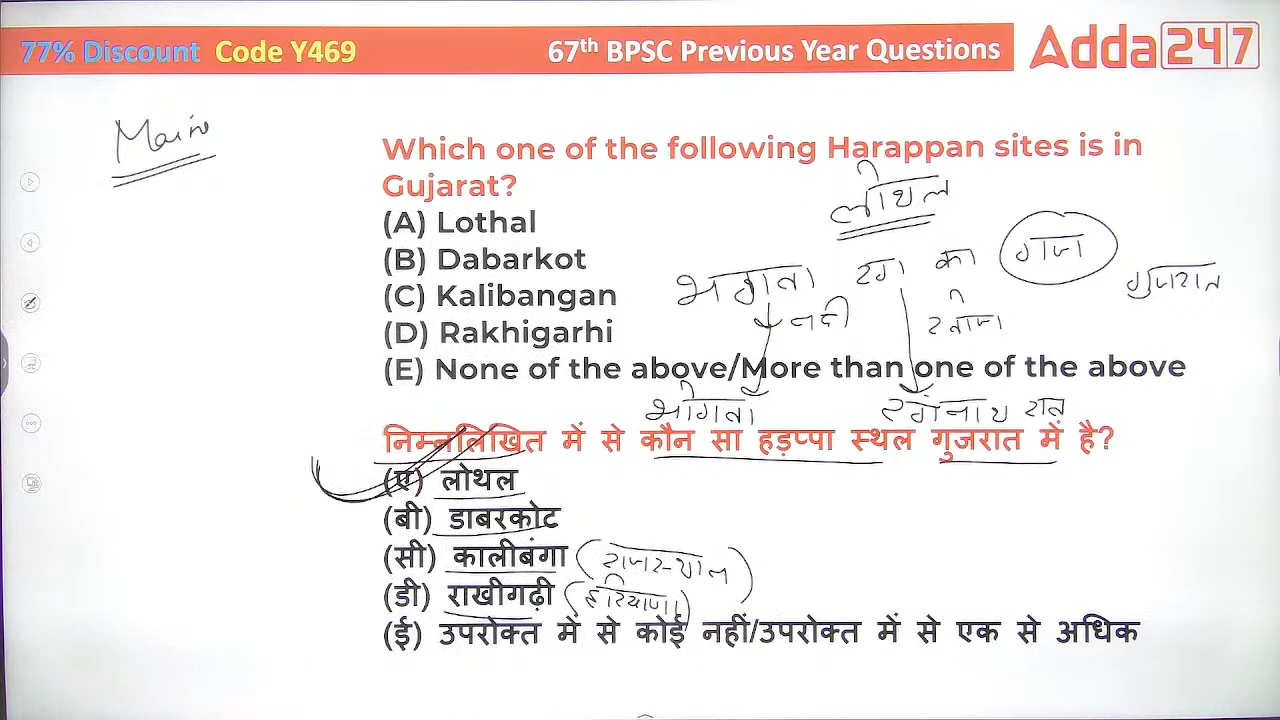 77% Discount Code Y469
67th BPSC Previous Year Questions
Adda247
Which one of the following Harappan sites is in
Gujarat?
लोथल
(A) Lothal
(B) Dabarkot
का
गुजरात
(C) Kalibangan
नदी
(D) Rakhigarhi
(E) None of the above/More than one of the above
भोगवा
रंगनाथ राव
निम्नलिखित में से कौन सा हड़प्पा स्थल गुजरात में है?
(ए) लोथल
(बी) डाबरकोट
(सी) कालीबंगा (राजस्थान)
(डी) राखीगढ़ी (हरियाणा)
(ई) उपरोक्त में से कोई नहीं/उपरोक्त में से एक से अधिक